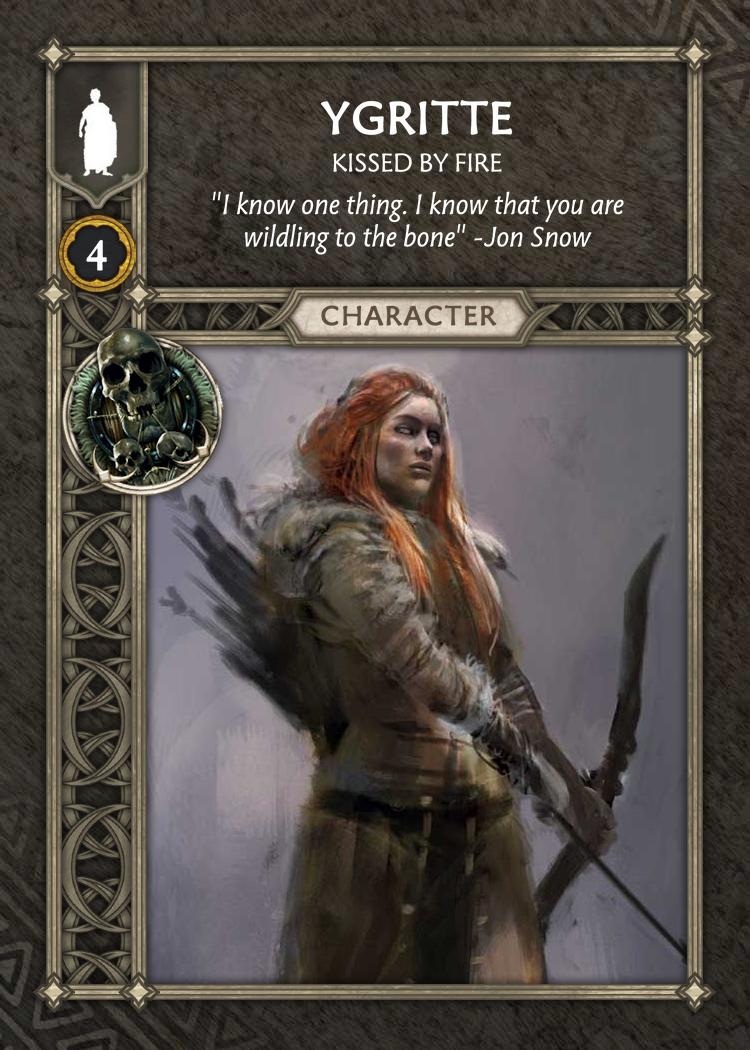 YGRITTE
KISSED BY FIRE
"I know one thing. I know that you are
wildling to the bone" -Jon Snow
4
CHARACTER